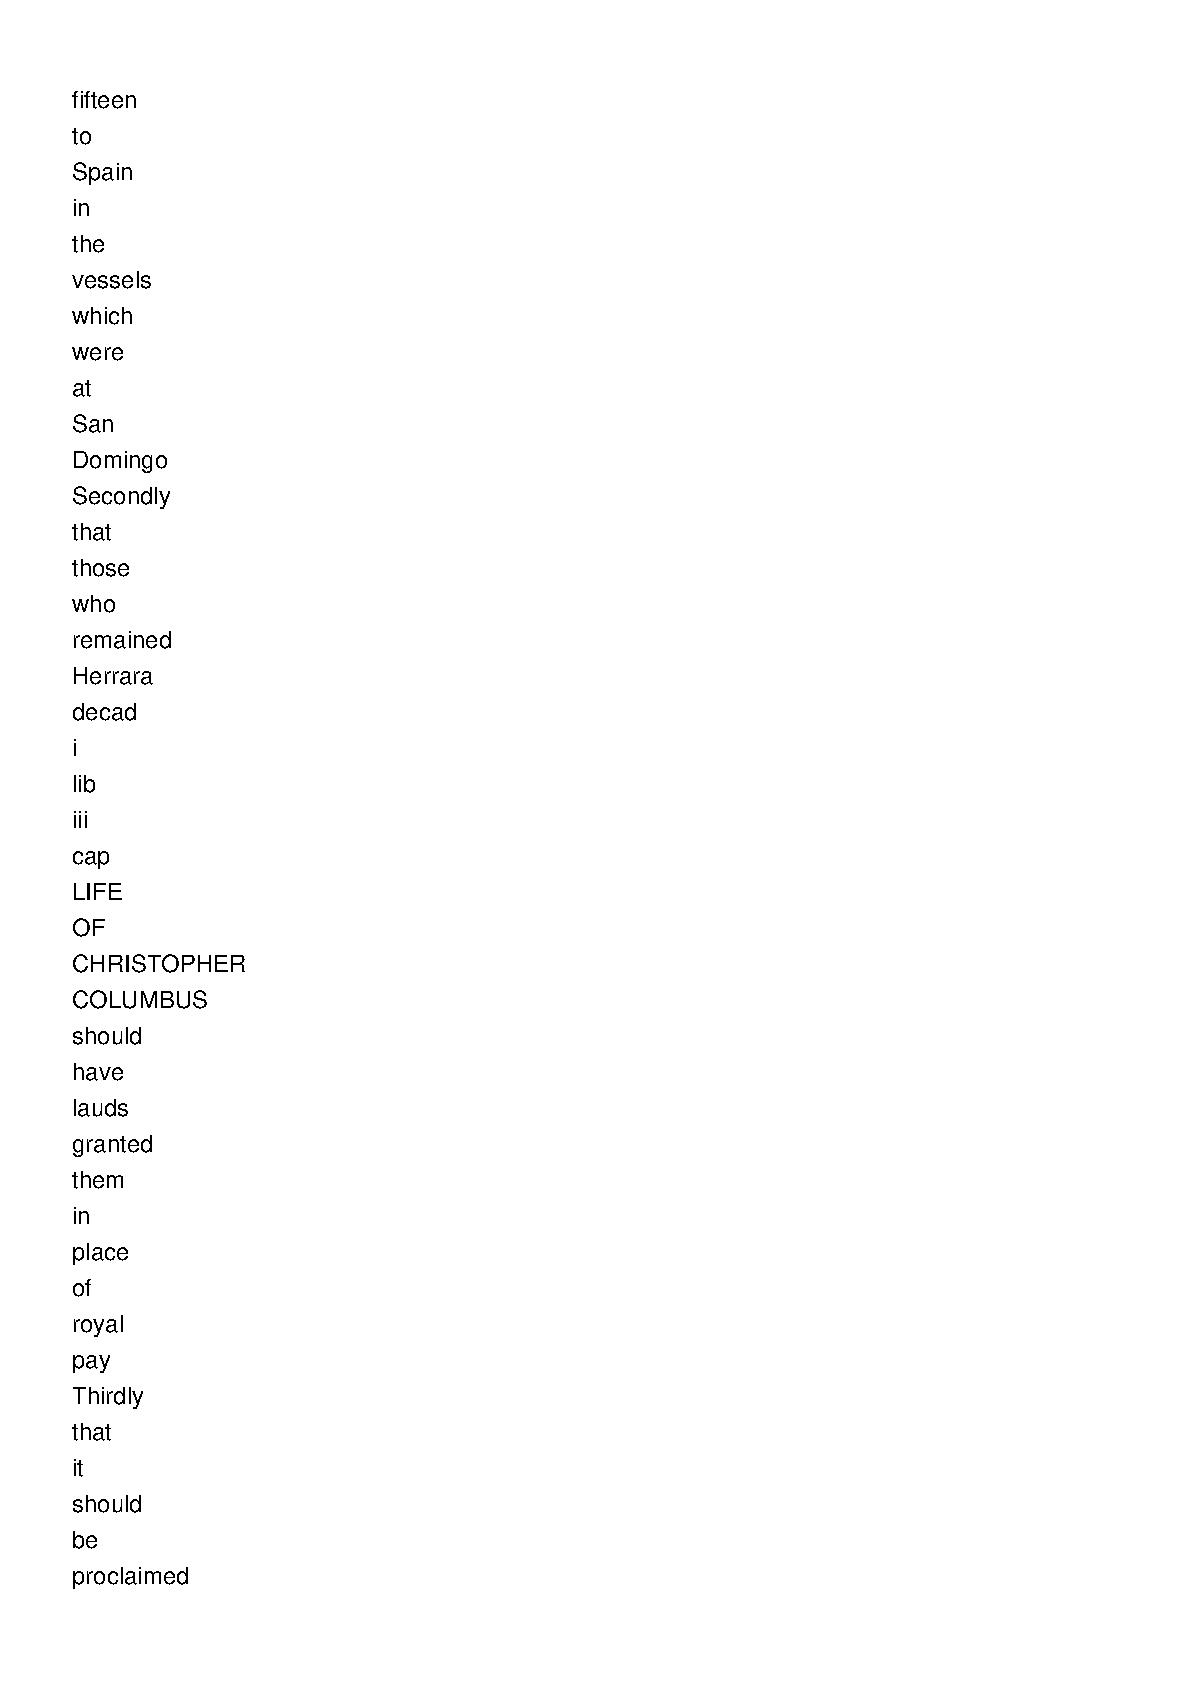 fifteen
to
Spain
in
the
vessels
which
were
at
San
Domingo
Secondly
that
those
who
remained
Herrara
decad
i
lib
iii
cap
LIFE
OF
CHRISTOPHER
COLUMBUS
should
have
lauds
granted
them
in
place
of
royal
pay
Thirdly
that
it
should
be
proclaimed